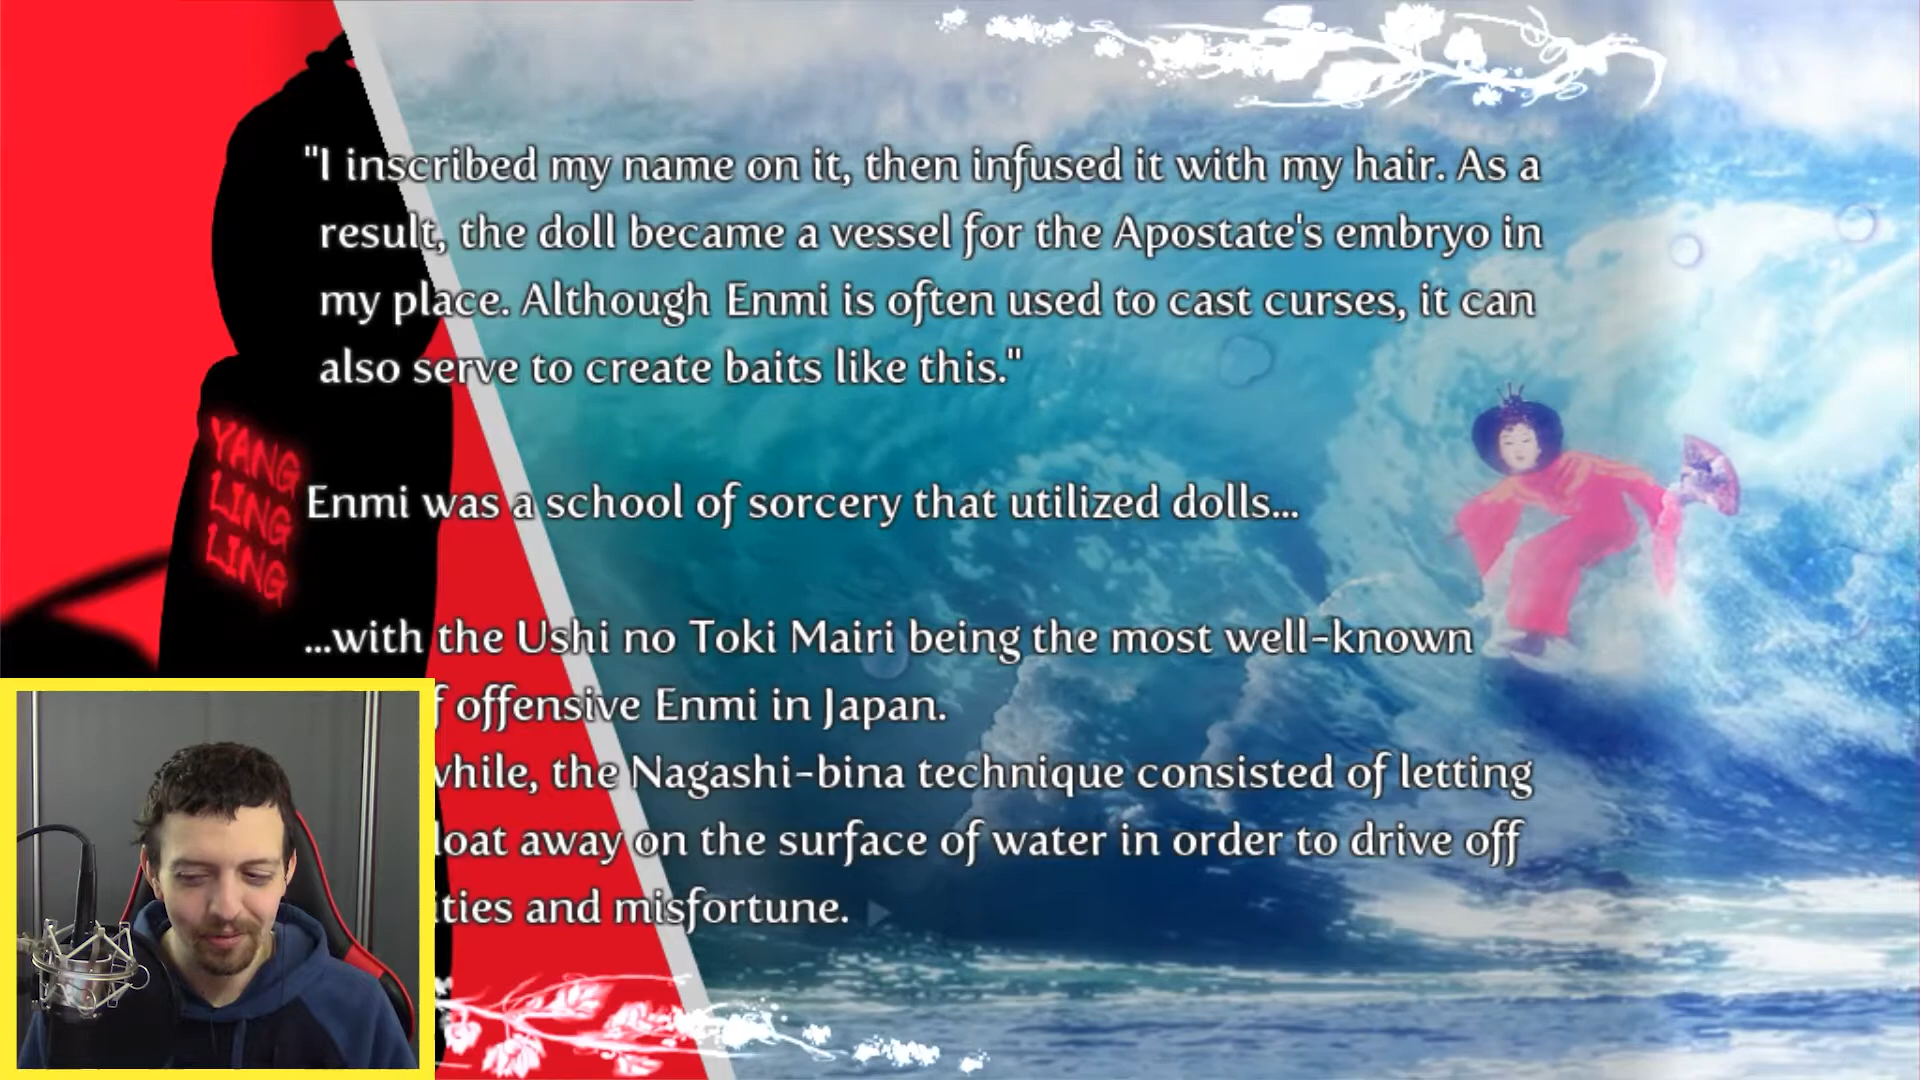 "I inscribed my name on it, then infused it with my hair. As a
result, the doll became a vessel for the Apostate's embryo in
my place. Although Enmi is often used to cast curses, it can
also serve to create baits like this."
YANG
LING
LING
Enmi was a school of sorcery that utilized dolls...
...with the Ushi no Toki Mairi being the most well-known
offensive Enmi in Japan.
the Nagashi-bina technique consisted of letting
away on the surface of water in order to drive off
and misfortune.